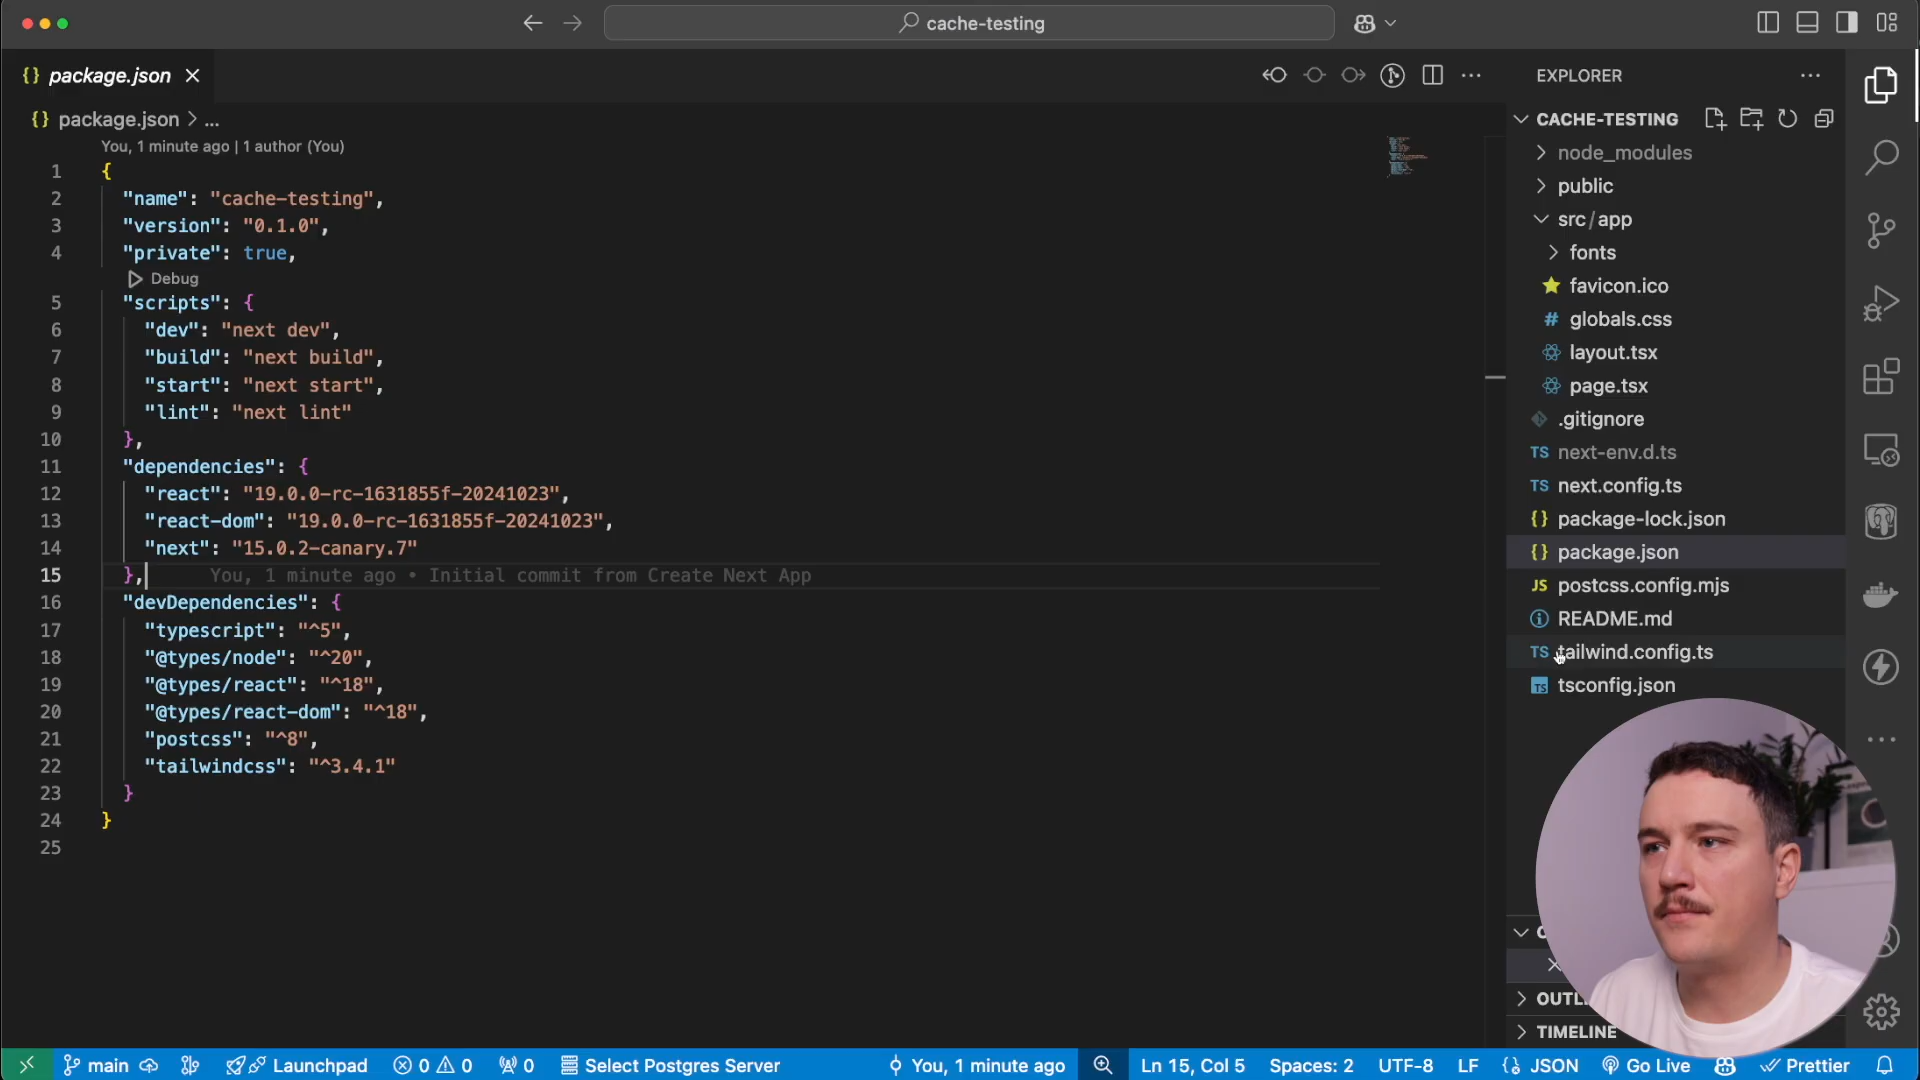 cache-testing
{} package.json
EXPLORER
{} package.json > ...
You, 1 minute ago | 1 author (You)
1 {
2 "name": "cache-testing",
3 "version": "0.1.0",
4 "private": true,
Debug
5 "scripts": {
6 "dev": "next dev",
7 "build": "next build",
8 "start": "next start",
9 "lint": "next lint"
10 },
11 "dependencies": {
12 "react": "19.0.0-rc-1631855f-20241023",
13 "react-dom": "19.0.0-rc-1631855f-20241023",
14 "next": "15.0.2-canary.7"
15 }, You, 1 minute ago • Initial commit from Create Next App
16 "devDependencies": {
17 "typescript": "^5",
18 "@types/node": "^20",
19 "@types/react": "^18",
20 "@types/react-dom": "^18",
21 "postcss": "^8",
22 "tailwindcss": "^3.4.1"
23 }
24 }
25
CACHE-TESTING
node_modules
public
src/app
fonts
favicon.ico
# globals.css
layout.tsx
page.tsx
.gitignore
TS next-env.d.ts
TS next.config.ts
{} package-lock.json
{} package.json
JS postcss.config.mjs
README.md
TS tailwind.config.ts
TS tsconfig.json
TIMELINE
main
Launchpad
0 0
0
Select Postgres Server
You, 1 minute ago
Ln 15, Col 5
Spaces: 2
UTF-8
LF
{} JSON
Go Live
Prettier